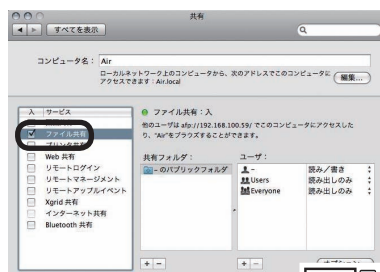 共有
すべてを表示
コンピュータ名： Air
ローカルネットワーク上のコンピュータから、次のアドレスでこのコンピュータに
アクセスできます：Air.local
編集...
入 サービス
ファイル共有
プリンタ共有
Web 共有
リモートログイン
リモートマネージメント
リモートアップルイベント
Xgrid 共有
インターネット共有
Bluetooth 共有
ファイル共有：入
他のユーザは afp://192.168.100.59/ でこのコンピュータにアクセスした
り、"Air"をブラウズすることができます。
共有フォルダ：
- のパブリックフォルダ
ユーザ：
- 読み／書き
Users 読み出しのみ
Everyone 読み出しのみ
+ -
+ -